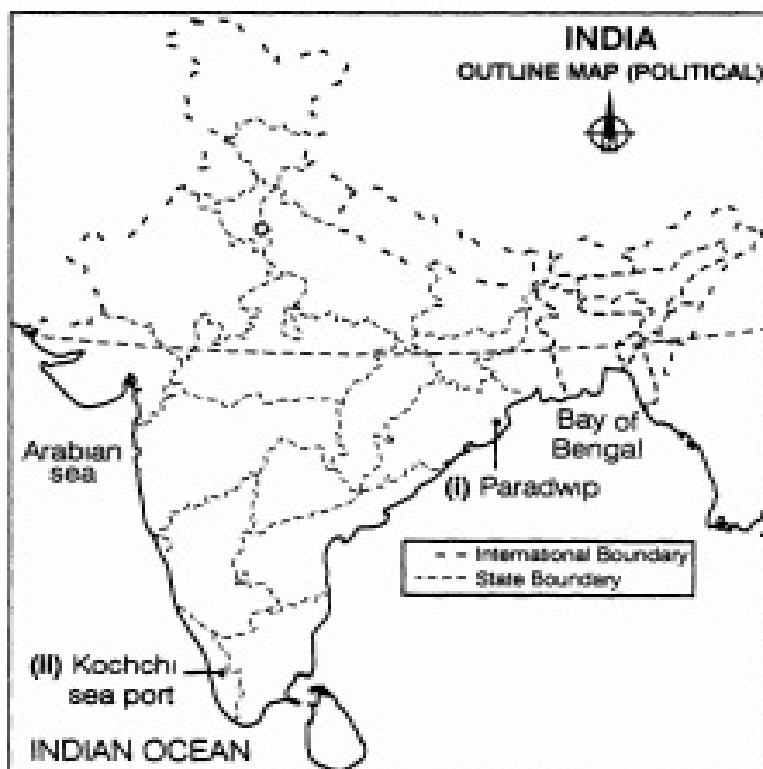 INDIA
OUTLINE MAP (POLITICAL)
Arabian
sea
Bay of
Bengal
(i) Paradwip
International Boundary
State Boundary
(ii) Kochchi
sea port
INDIAN OCEAN